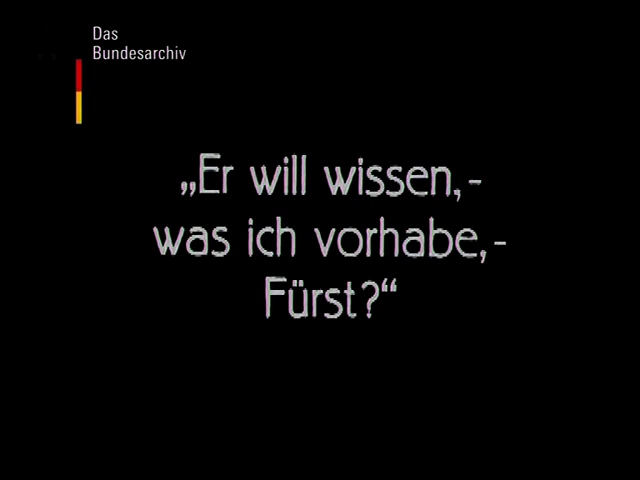 Das
Bundesarchiv
„Er will wissen,-
was ich vorhabe,-
Fürst?“